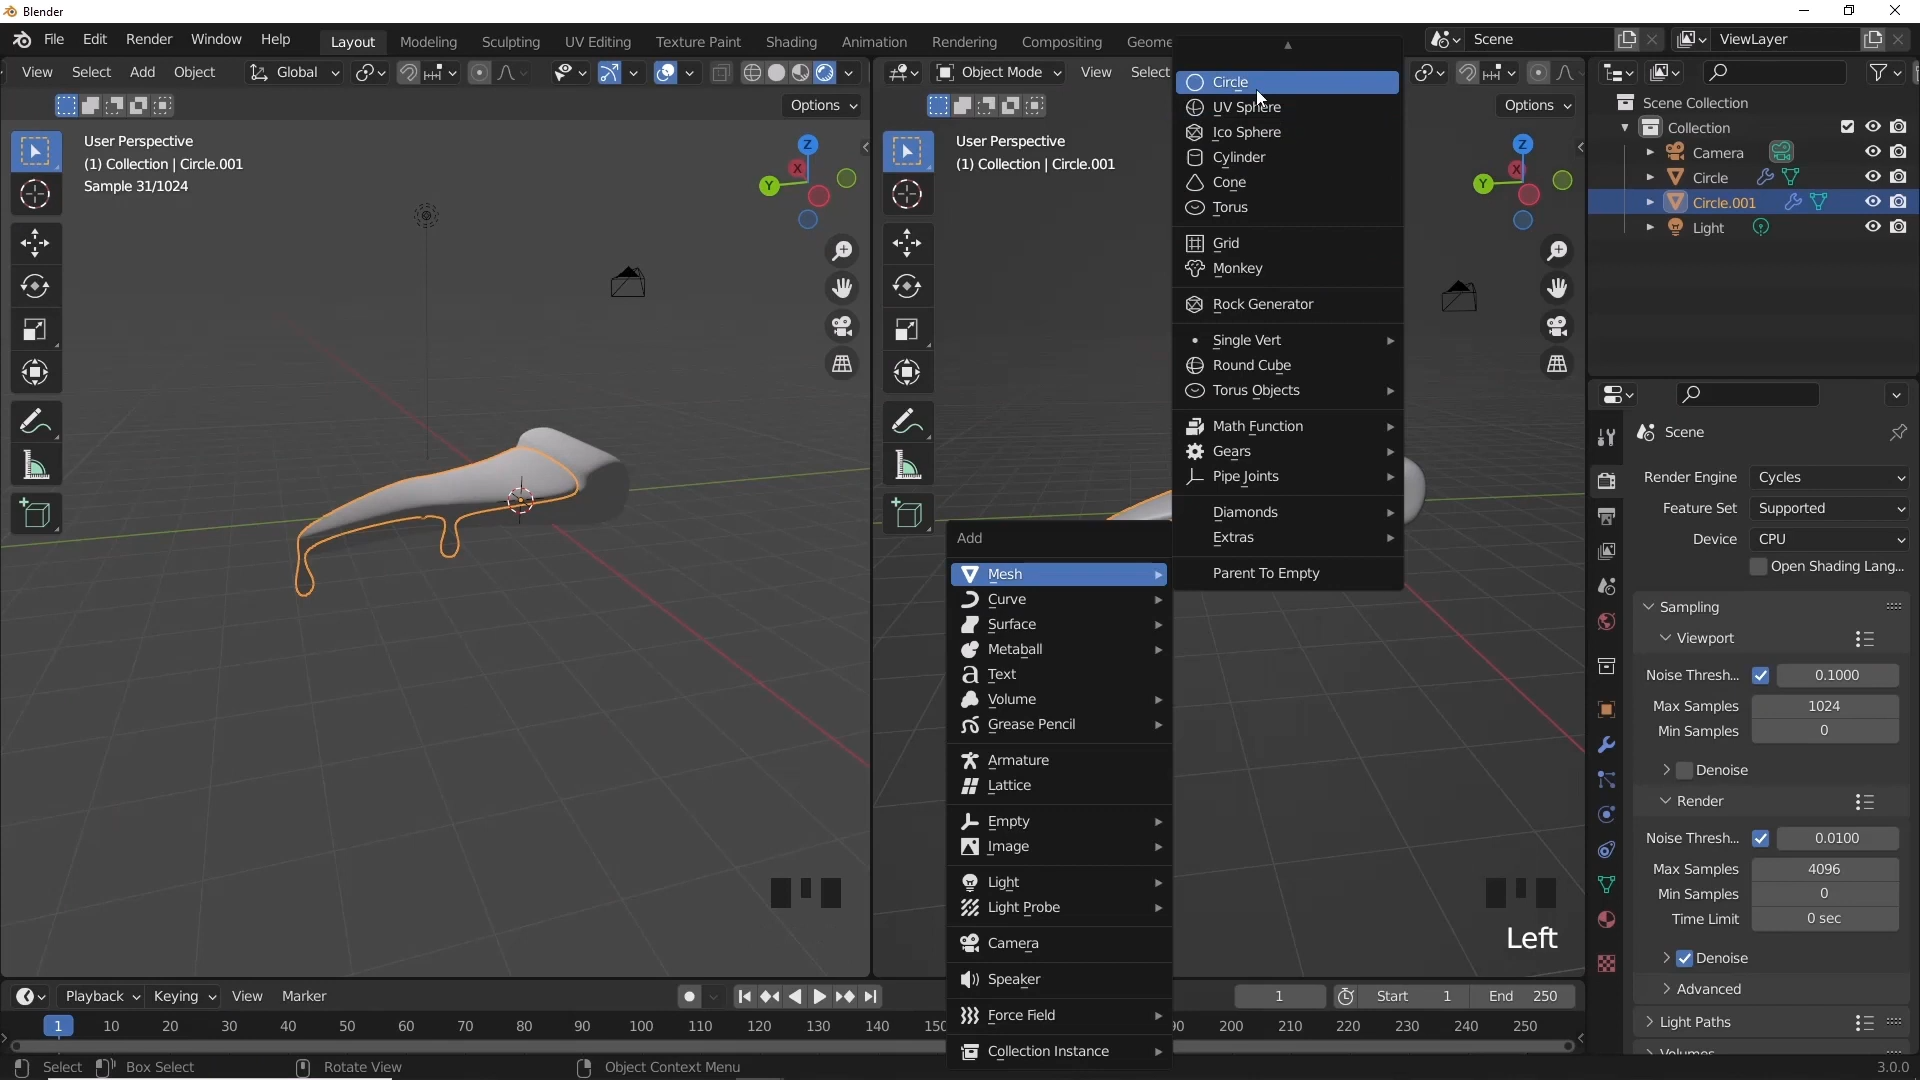 Blender
File Edit Render Window Help
Layout Modeling Sculpting UV Editing Texture Paint Shading Animation Rendering Compositing Geome
Scene
ViewLayer
View Select Add Object
Global
Object Mode
View Select
Options
Options
User Perspective
(1) Collection | Circle.001
Sample 31/1024
Z
X
Y
User Perspective
(1) Collection | Circle.001
Z
X
Y
Circle
UV Sphere
Ico Sphere
Cylinder
Cone
Torus
Grid
Monkey
Rock Generator
Single Vert
Round Cube
Torus Objects
Math Function
Gears
Pipe Joints
Diamonds
Extras
Parent To Empty
Add
Mesh
Curve
Surface
Metaball
Text
Volume
Grease Pencil
Armature
Lattice
Empty
Image
Light
Light Probe
Camera
Speaker
Force Field
Collection Instance
Left
Scene Collection
Collection
Camera
Circle
Circle.001
Light
Scene
Render Engine Cycles
Feature Set Supported
Device CPU
Open Shading Lang...
Sampling
Viewport
Noise Thresh... 0.1000
Max Samples 1024
Min Samples 0
Denoise
Render
Noise Thresh... 0.0100
Max Samples 4096
Min Samples 0
Time Limit 0 sec
Denoise
Advanced
Light Paths
Volumes
Playback Keying View Marker
1 Start 1 End 250
1 10 20 30 40 50 60 70 80 90 100 110 120 130 140 150 90 200 210 220 230 240 250
Select Box Select Rotate View Object Context Menu
3.0.0